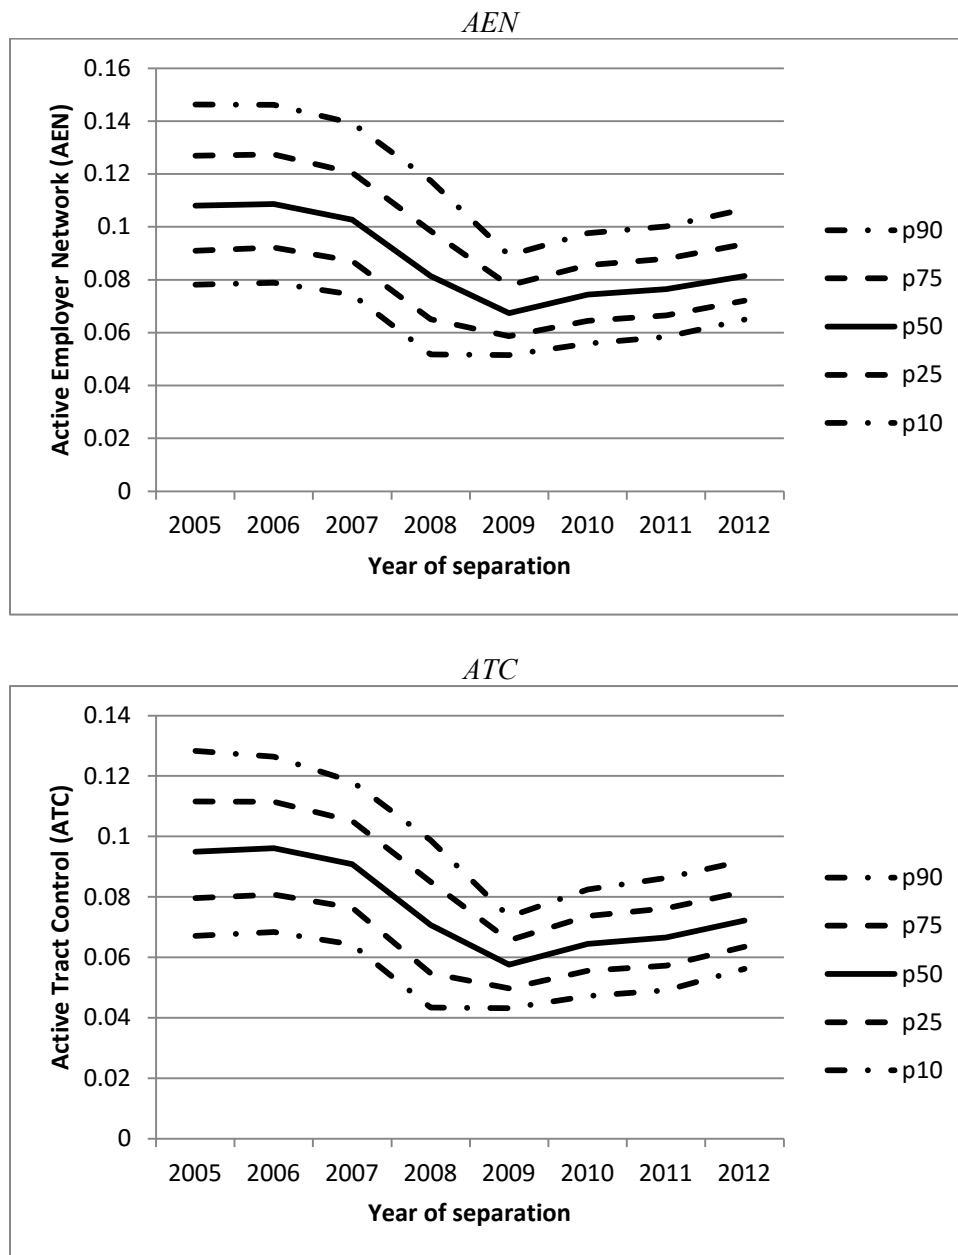 AEN
Active Employer Network (AEN)
0.16
0.14
0.12
0.1
0.08
0.06
0.04
0.02
0
2005 2006 2007 2008 2009 2010 2011 2012
Year of separation
p90
p75
p50
p25
p10
ATC
Active Tract Control (ATC)
0.14
0.12
0.1
0.08
0.06
0.04
0.02
0
2005 2006 2007 2008 2009 2010 2011 2012
Year of separation
p90
p75
p50
p25
p10